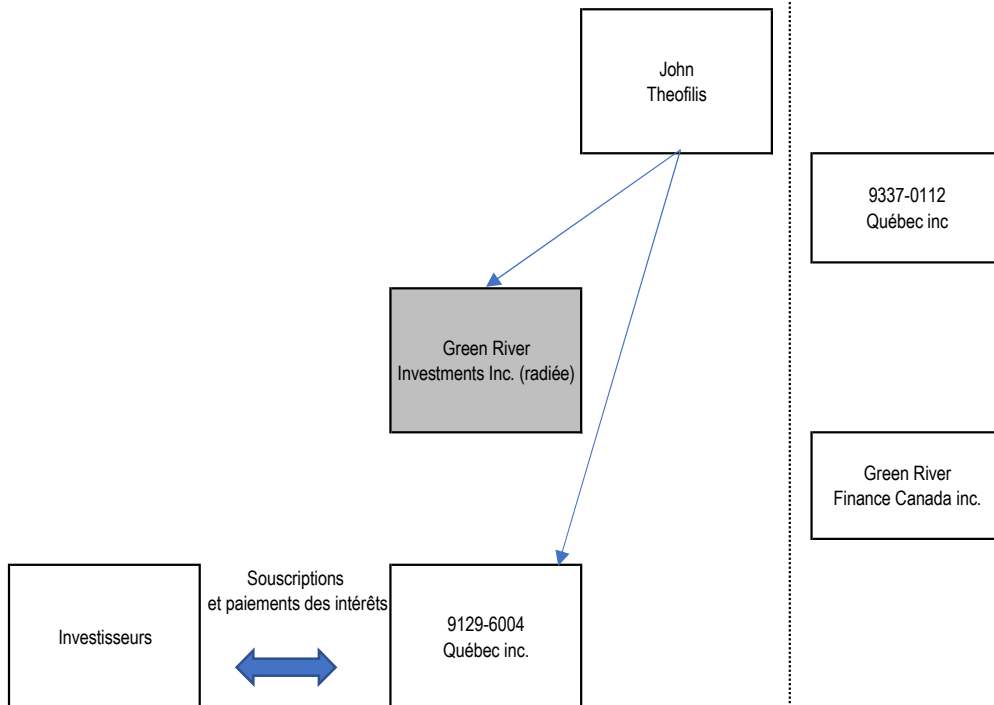 John
Theofilis
9337-0112
Québec inc
Green River
Investments Inc. (radiée)
Green River
Finance Canada inc.
Investisseurs
Souscriptions
et paiements des intérêts
9129-6004
Québec inc.